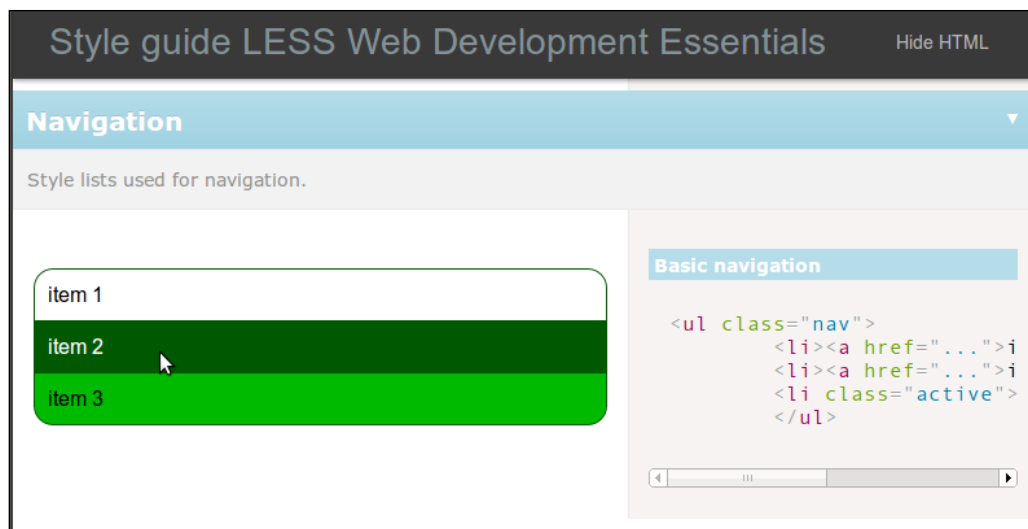 Style guide LESS Web Development Essentials
Hide HTML
Navigation
Style lists used for navigation.
item 1
item 2
item 3
Basic navigation
<ul class="nav">
<li><a href="...">i
<li><a href="...">i
<li class="active">
</ul>